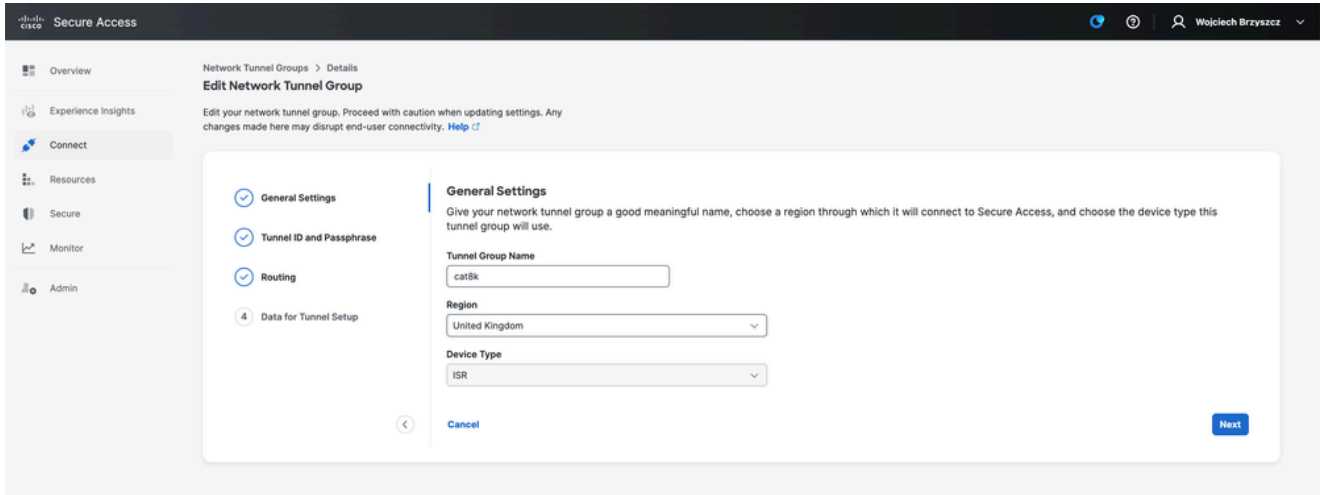 cisco Secure Access
Wojciech Brzyszcz
Overview
Experience Insights
Connect
Resources
Secure
Monitor
Admin
Network Tunnel Groups > Details
Edit Network Tunnel Group
Edit your network tunnel group. Proceed with caution when updating settings. Any
changes made here may disrupt end-user connectivity. Help
General Settings
Tunnel ID and Passphrase
Routing
4 Data for Tunnel Setup
General Settings
Give your network tunnel group a good meaningful name, choose a region through which it will connect to Secure Access, and choose the device type this
tunnel group will use.
Tunnel Group Name
cat8k
Region
United Kingdom
Device Type
ISR
Cancel
Next